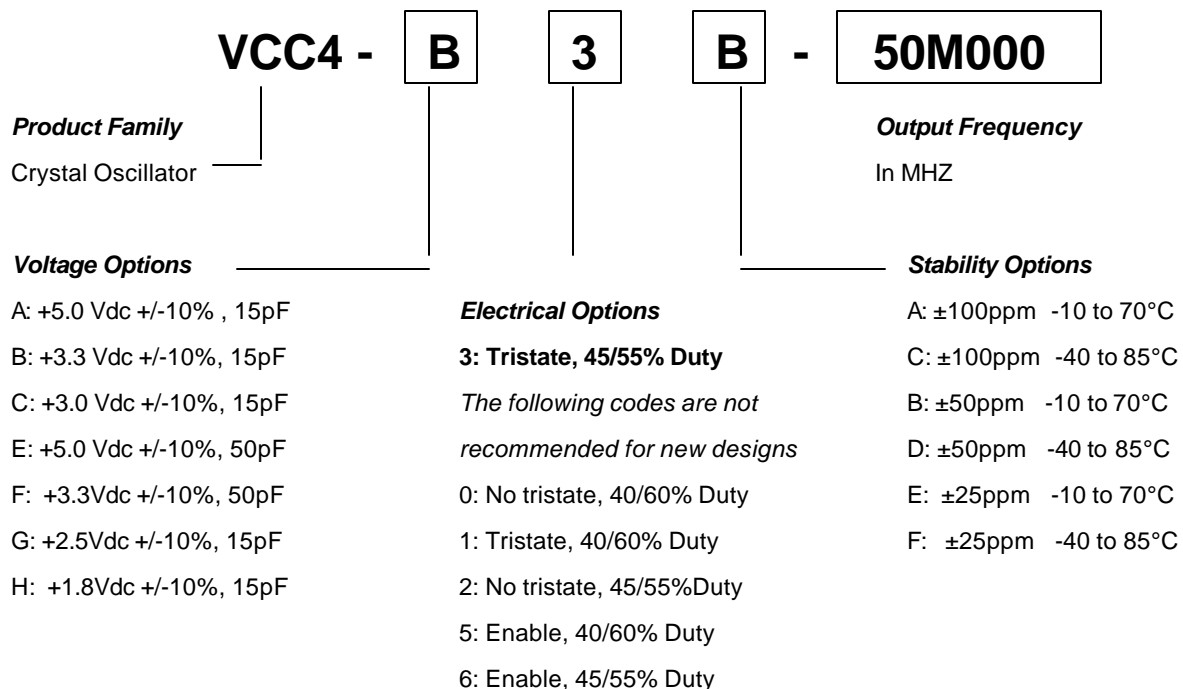 VCC4 - B 3 B - 50M000
Product Family
Crystal Oscillator
Output Frequency
In MHZ
Voltage Options
A: +5.0 Vdc +/-10% , 15pF
B: +3.3 Vdc +/-10%, 15pF
C: +3.0 Vdc +/-10%, 15pF
E: +5.0 Vdc +/-10%, 50pF
F: +3.3Vdc +/-10%, 50pF
G: +2.5Vdc +/-10%, 15pF
H: +1.8Vdc +/-10%, 15pF
Electrical Options
3: Tristate, 45/55% Duty
The following codes are not
recommended for new designs
0: No tristate, 40/60% Duty
1: Tristate, 40/60% Duty
2: No tristate, 45/55%Duty
5: Enable, 40/60% Duty
6: Enable, 45/55% Duty
Stability Options
A: ±100ppm -10 to 70°C
C: ±100ppm -40 to 85°C
B: ±50ppm -10 to 70°C
D: ±50ppm -40 to 85°C
E: ±25ppm -10 to 70°C
F: ±25ppm -40 to 85°C